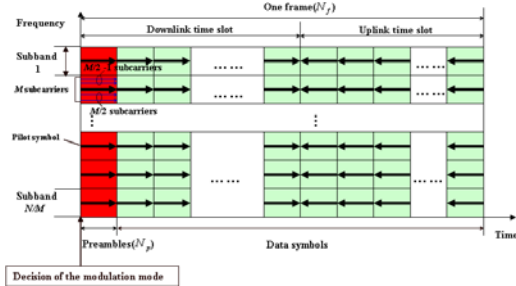 One frame(N_f)
Frequency
Downlink time slot
Uplink time slot
Subband
1
M/2 -1 subcarriers
M subcarriers
M/2 subcarriers
Pilot symbol
Subband
N/M
Time
Preambles(N_p)
Data symbols
Decision of the modulation mode